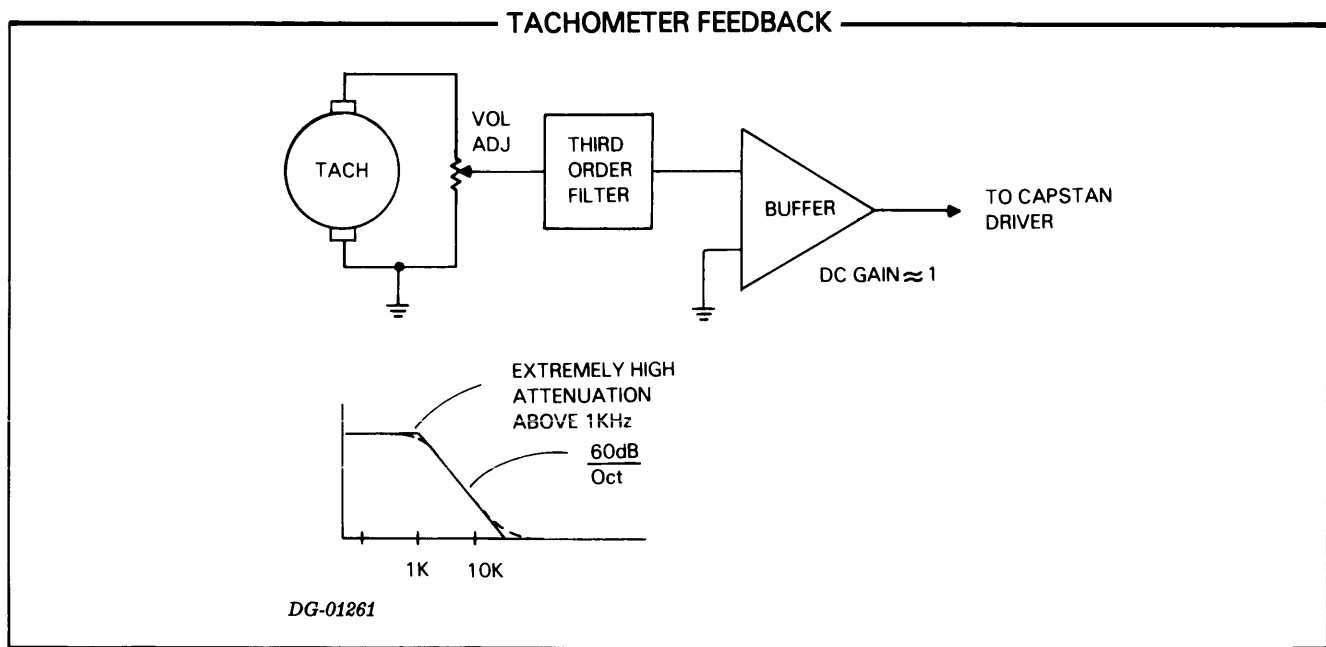 TACHOMETER FEEDBACK
TACH
VOL
ADJ
THIRD
ORDER
FILTER
BUFFER
TO CAPSTAN
DRIVER
DC GAIN ≈ 1
EXTREMELY HIGH
ATTENUATION
ABOVE 1KHz
60dB
Oct
1K 10K
DG-01261